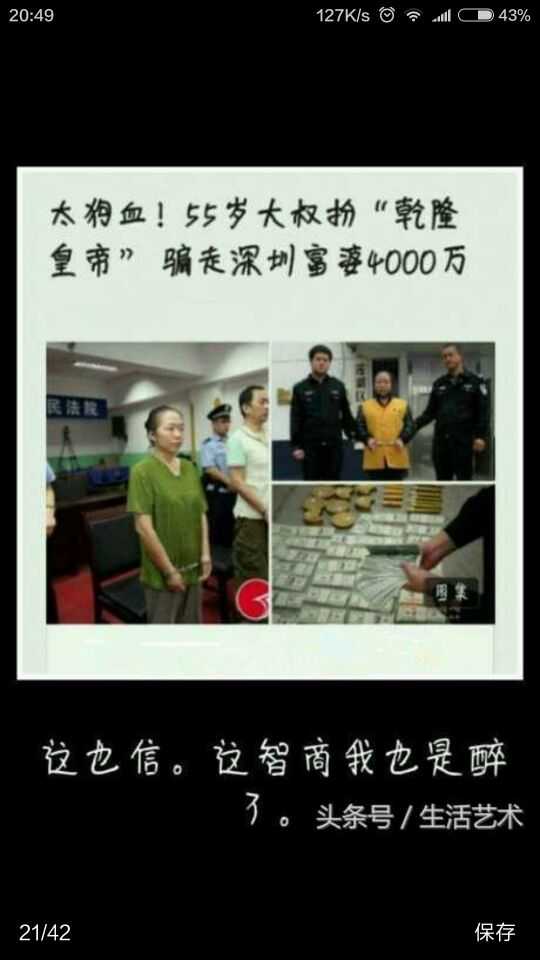 20:49
127K/s
43%
太狗血！55岁大叔扮“乾隆
皇帝” 骗走深圳富婆4000万
民法院
图集
这也信。这智商我也是醉
了。
头条号 / 生活艺术
21/42
保存